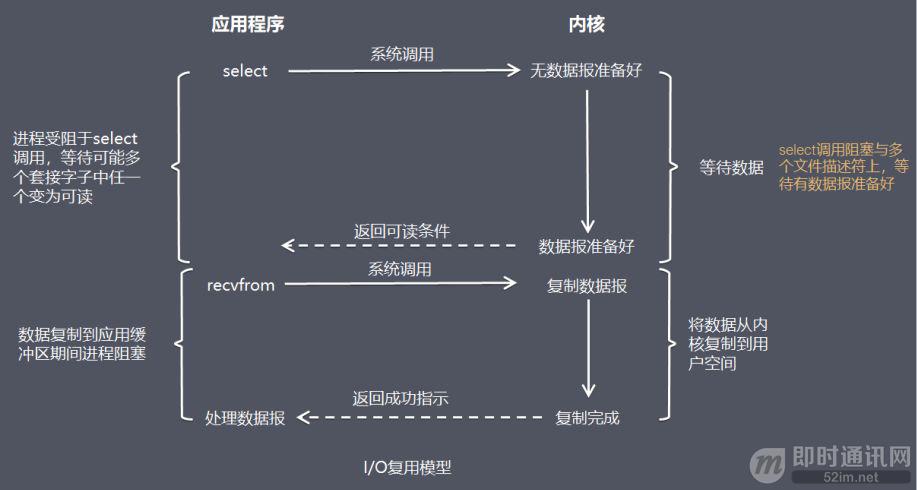 应用程序
内核
select
系统调用
无数据报准备好
进程受阻于select
调用，等待可能多
个套接字子中任一
个变为可读
等待数据
select调用阻塞与多
个文件描述符上，等
待有数据报准备好
返回可读条件
数据报准备好
recvfrom
系统调用
复制数据报
数据复制到应用缓
冲区期间进程阻塞
将数据从内
核复制到用
户空间
处理数据报
返回成功指示
复制完成
I/O复用模型
即时通讯网
52im.net